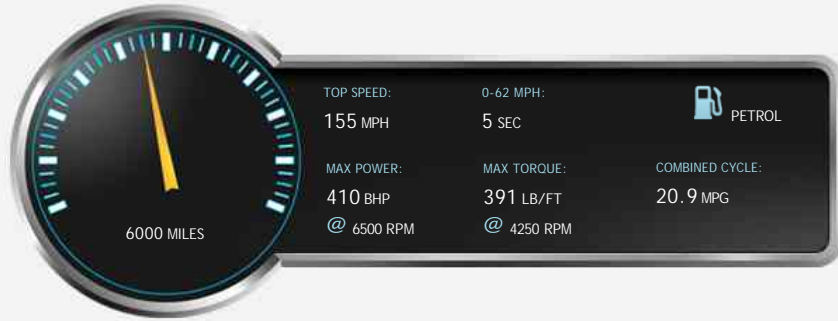 TOP SPEED:
155 MPH
0-62 MPH:
5 SEC
PETROL
MAX POWER:
410 BHP
@ 6500 RPM
MAX TORQUE:
391 LB/FT
@ 4250 RPM
COMBINED CYCLE:
20.9 MPG
6000 MILES